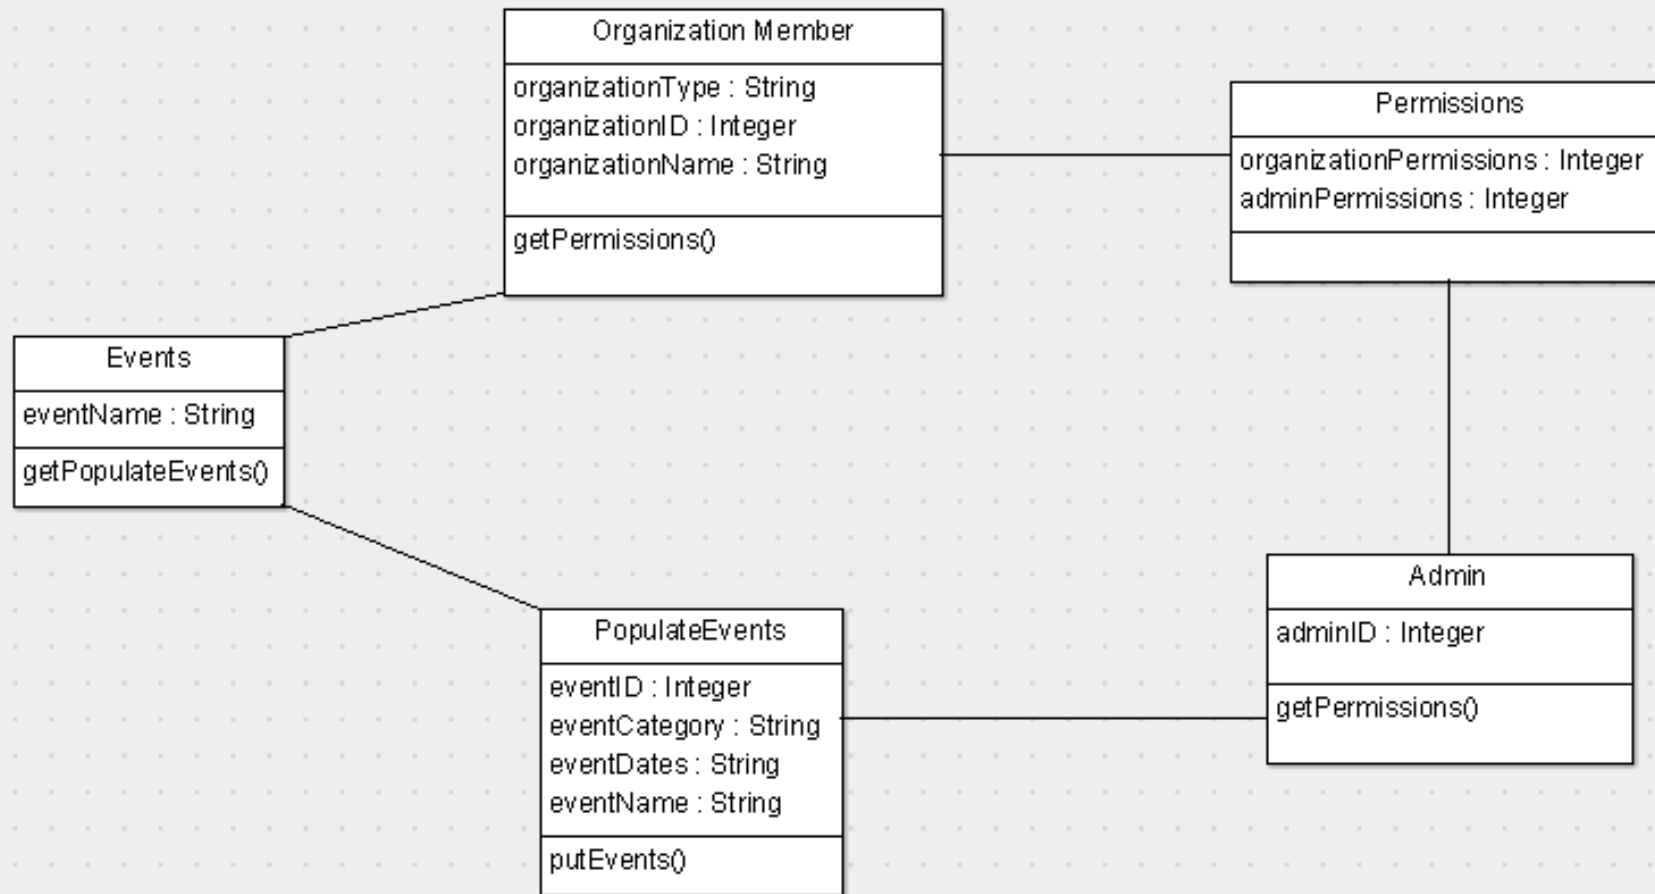 Organization Member
organizationType : String
organizationID : Integer
organizationName : String
getPermissions()
Permissions
organizationPermissions : Integer
adminPermissions : Integer
Events
eventName : String
getPopulateEvents()
PopulateEvents
eventID : Integer
eventCategory : String
eventDates : String
eventName : String
putEvents()
Admin
adminID : Integer
getPermissions()